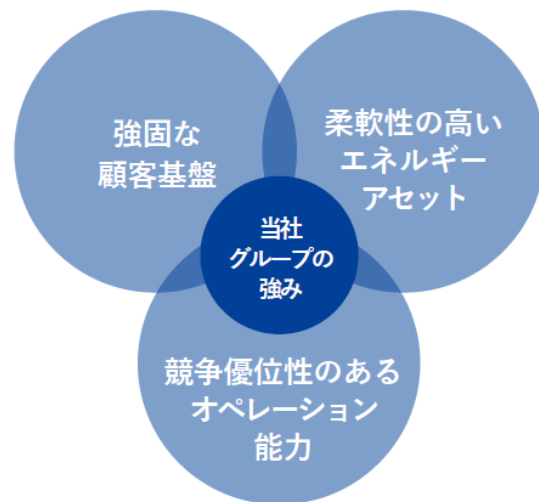 強固な
顧客基盤
柔軟性の高い
エネルギー
アセット
当社
グループの
強み
競争優位性のある
オペレーション
能力